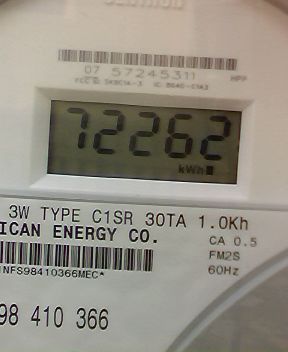 07 57245311 HPP
72262
kWh
3W TYPE C1SR 30TA 1.0Kh
ICAN ENERGY CO.
CA 0.5
FM2S
NFS98410366MEC*
60Hz
98 410 366